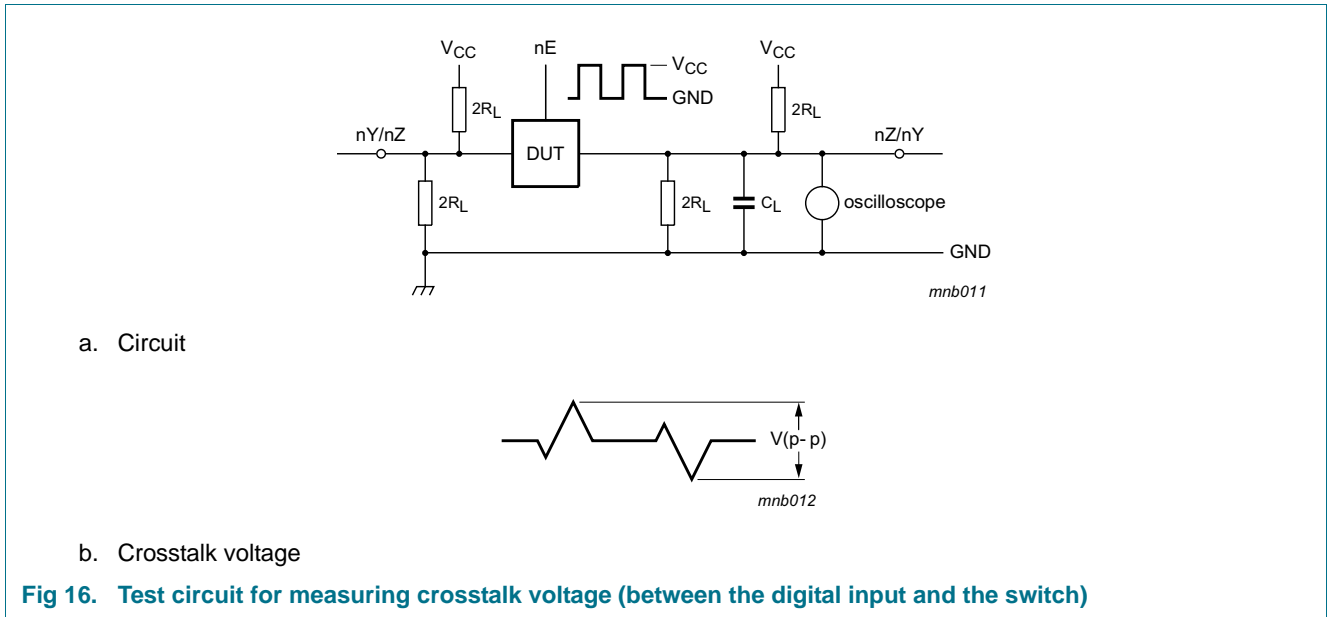 VCC nE VCC
VCC
GND
2RL 2RL
nY/nZ nZ/nY
DUT
2RL 2RL CL oscilloscope
GND
mnb011
a. Circuit
V(p-p)
mnb012
b. Crosstalk voltage
Fig 16. Test circuit for measuring crosstalk voltage (between the digital input and the switch)